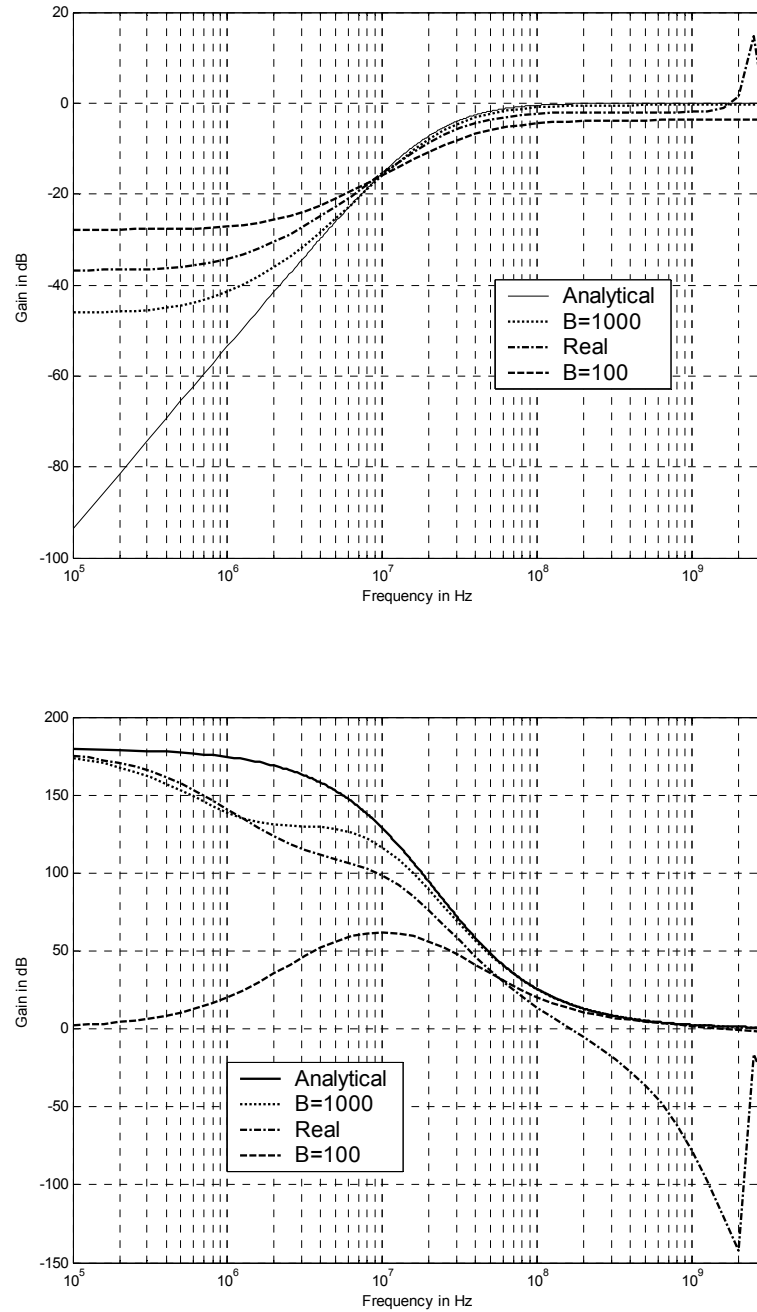 20
0
-20
-40
-60
-80
-100
Gain in dB
Analytical
B=1000
Real
B=100
10^5 10^6 10^7 10^8 10^9
Frequency in Hz
200
150
100
50
0
-50
-100
-150
Gain in dB
Analytical
B=1000
Real
B=100
10^5 10^6 10^7 10^8 10^9
Frequency in Hz